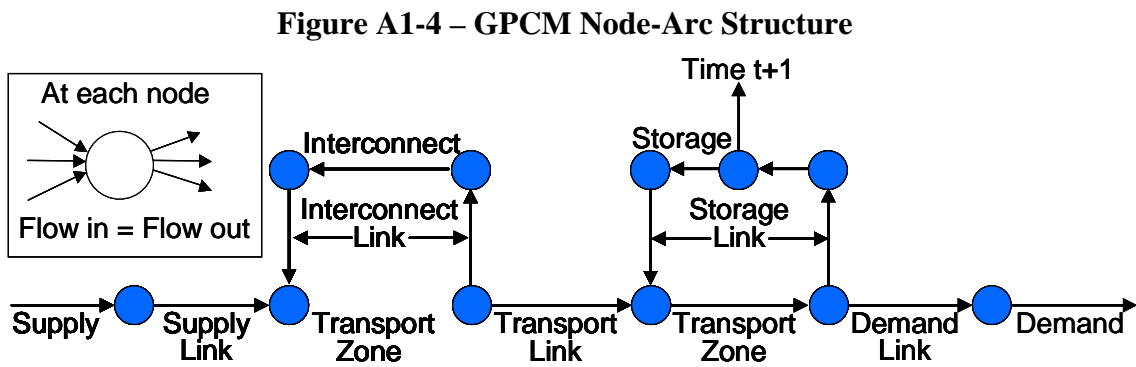 Figure A1-4 – GPCM Node-Arc Structure
At each node
Flow in = Flow out
Time t+1
Interconnect
Storage
Interconnect
Link
Storage
Link
Supply
Supply
Link
Transport
Zone
Transport
Link
Transport
Zone
Demand
Link
Demand